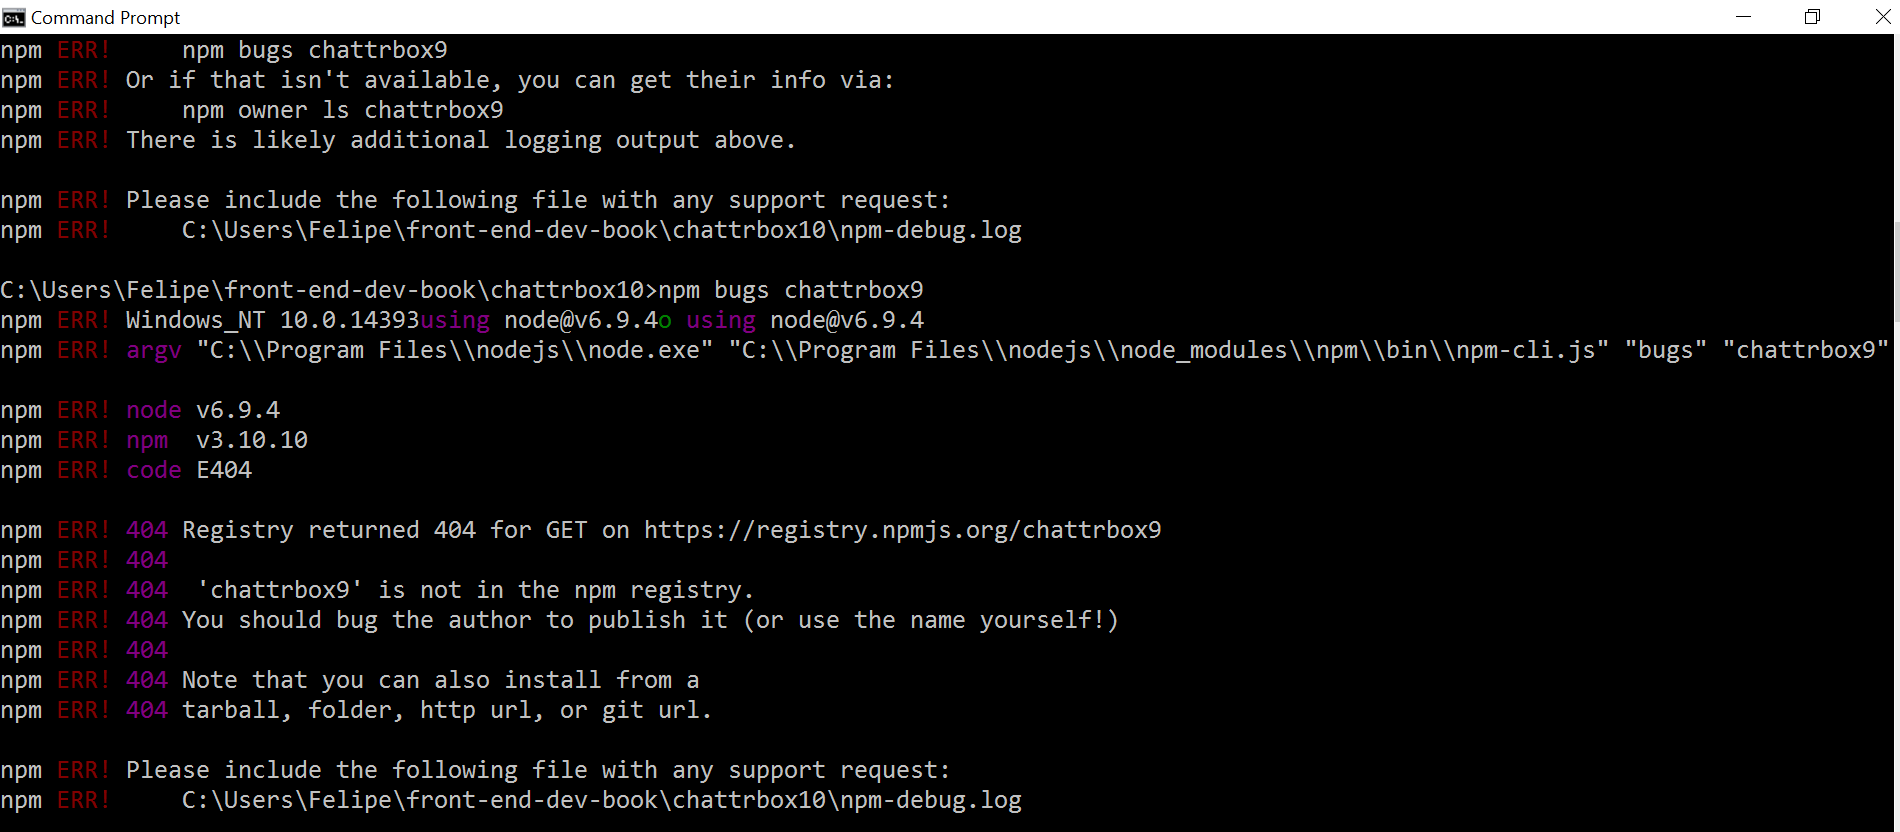 Command Prompt
npm ERR!     npm bugs chattrbox9
npm ERR! Or if that isn't available, you can get their info via:
npm ERR!     npm owner ls chattrbox9
npm ERR! There is likely additional logging output above.
npm ERR! Please include the following file with any support request:
npm ERR!     C:\Users\Felipe\front-end-dev-book\chattrbox10\npm-debug.log
C:\Users\Felipe\front-end-dev-book\chattrbox10>npm bugs chattrbox9
npm ERR! Windows_NT 10.0.14393using node@v6.9.4o using node@v6.9.4
npm ERR! argv "C:\\Program Files\\nodejs\\node.exe" "C:\\Program Files\\nodejs\\node_modules\\npm\\bin\\npm-cli.js" "bugs" "chattrbox9"
npm ERR! node v6.9.4
npm ERR! npm  v3.10.10
npm ERR! code E404
npm ERR! 404 Registry returned 404 for GET on https://registry.npmjs.org/chattrbox9
npm ERR! 404
npm ERR! 404  'chattrbox9' is not in the npm registry.
npm ERR! 404 You should bug the author to publish it (or use the name yourself!)
npm ERR! 404
npm ERR! 404 Note that you can also install from a
npm ERR! 404 tarball, folder, http url, or git url.
npm ERR! Please include the following file with any support request:
npm ERR!     C:\Users\Felipe\front-end-dev-book\chattrbox10\npm-debug.log